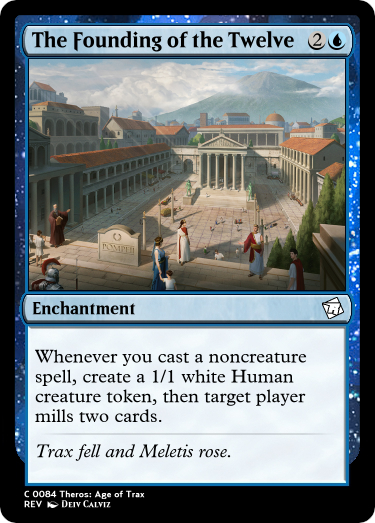 The Founding of the Twelve 2
POMPEII
Enchantment
Whenever you cast a noncreature
spell, create a 1/1 white Human
creature token, then target player
mills two cards.
Trax fell and Meletis rose.
C 0084 Theros: Age of Trax
REV Deiv Calviz